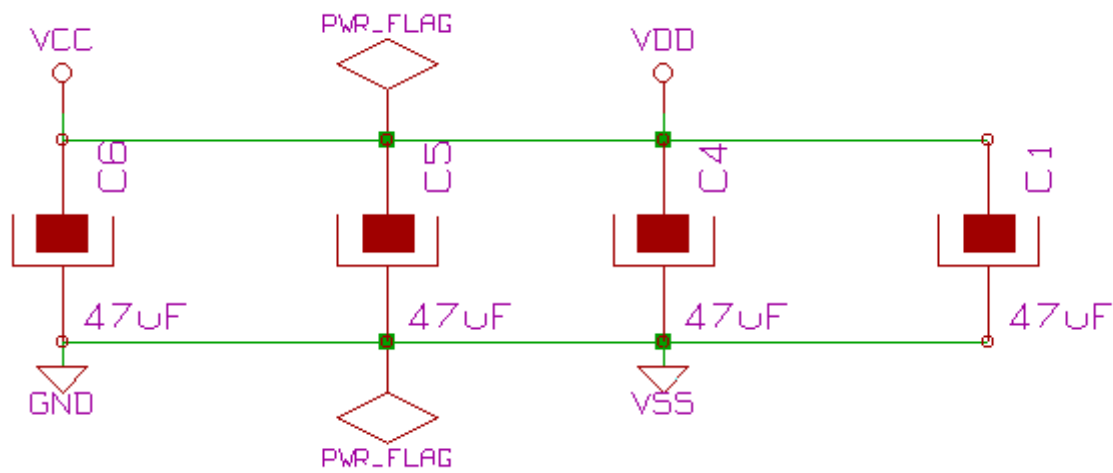 PWR_FLAG
VCC
VDD
C6
C5
C4
C1
47uF
47uF
47uF
47uF
GND
VSS
PWR_FLAG